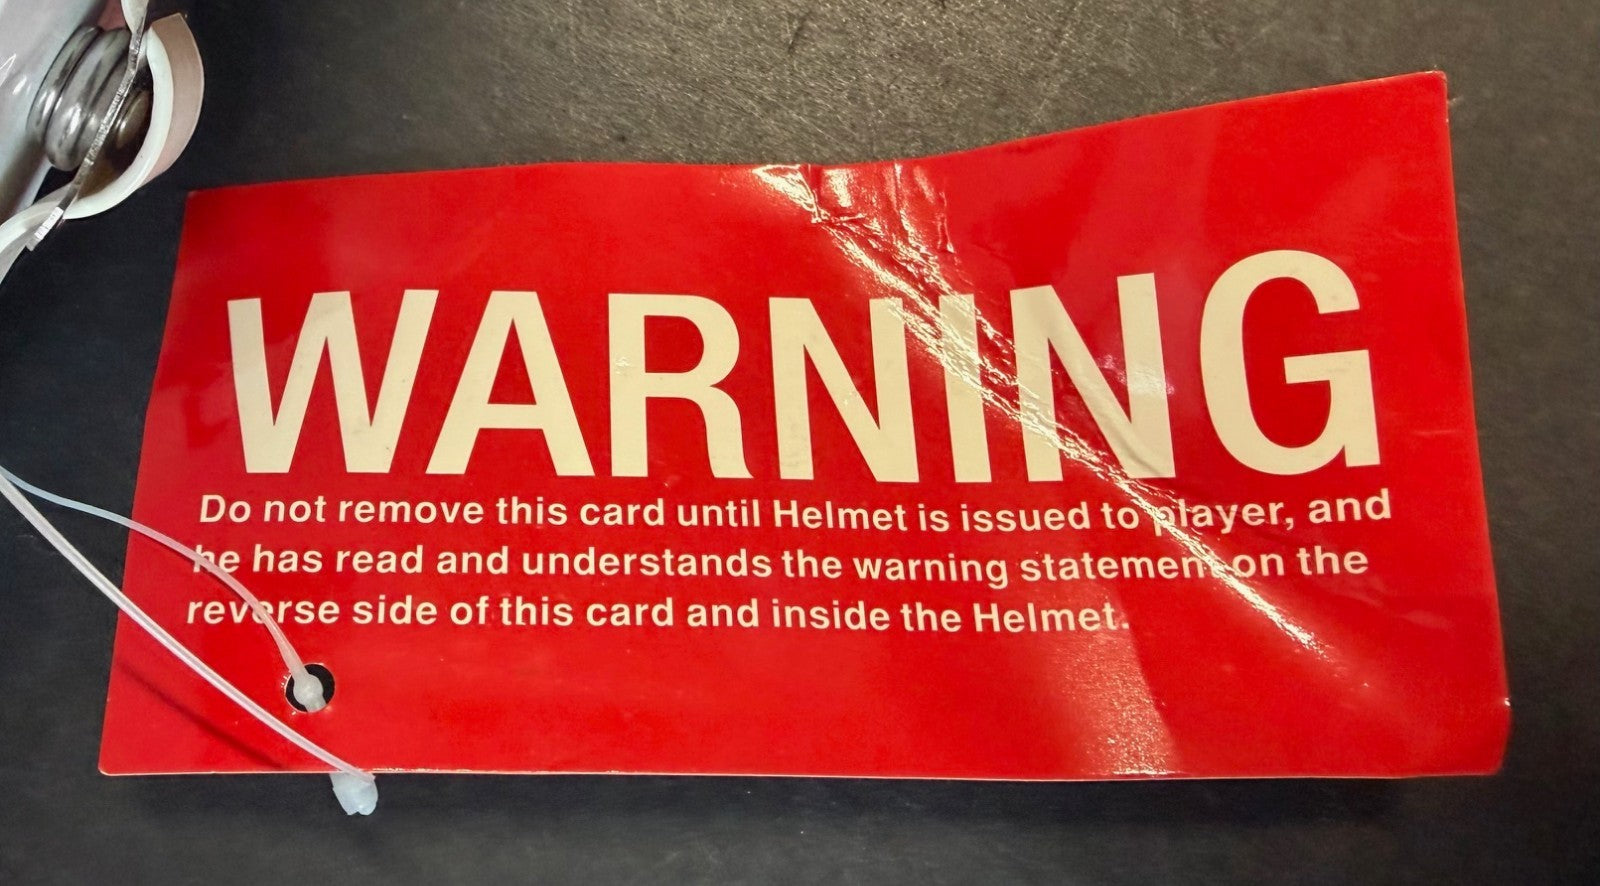 WARNING
Do not remove this card until Helmet is issued to player, and
he has read and understands the warning statement on the
reverse side of this card and inside the Helmet.